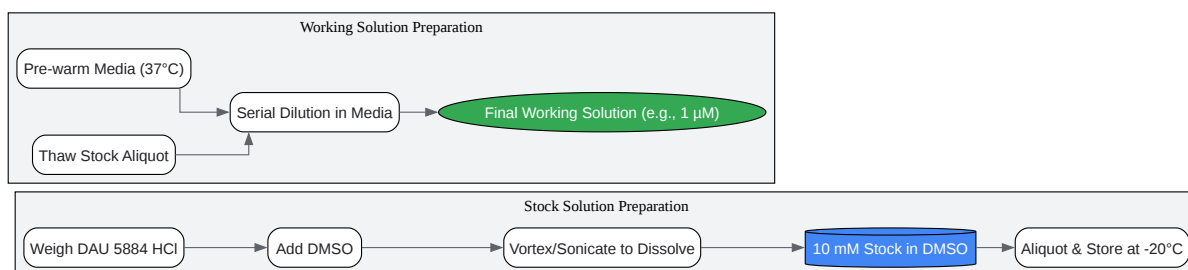 Working Solution Preparation
Pre-warm Media (37°C)
Serial Dilution in Media
Final Working Solution (e.g., 1 µM)
Thaw Stock Aliquot
Stock Solution Preparation
Weigh DAU 5884 HCl
Add DMSO
Vortex/Sonicate to Dissolve
10 mM Stock in DMSO
Aliquot & Store at -20°C